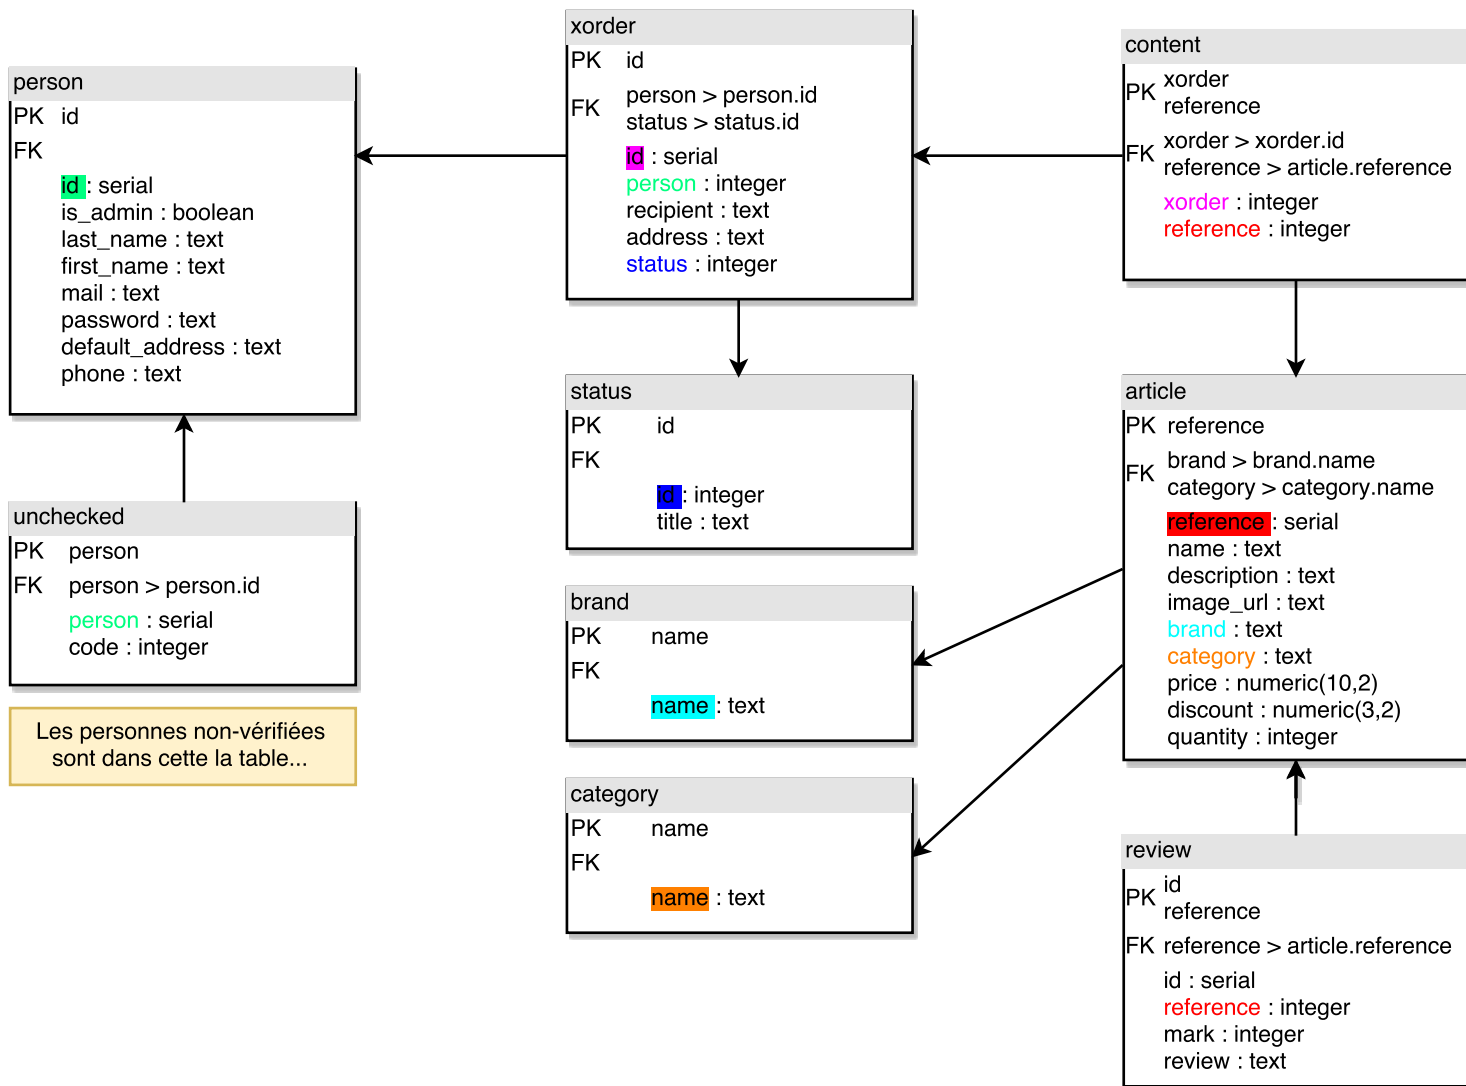 person
PK id
FK
id : serial
is_admin : boolean
last_name : text
first_name : text
mail : text
password : text
default_address : text
phone : text
unchecked
PK person
FK person > person.id
person : serial
code : integer
Les personnes non-vérifiées
sont dans cette la table...
xorder
PK id
FK person > person.id
status > status.id
id : serial
person : integer
recipient : text
address : text
status : integer
status
PK id
FK
id : integer
title : text
brand
PK name
FK
name : text
category
PK name
FK
name : text
content
PK xorder
reference
FK xorder > xorder.id
reference > article.reference
xorder : integer
reference : integer
article
PK reference
FK brand > brand.name
category > category.name
reference : serial
name : text
description : text
image_url : text
brand : text
category : text
price : numeric(10,2)
discount : numeric(3,2)
quantity : integer
review
PK id
reference
FK reference > article.reference
id : serial
reference : integer
mark : integer
review : text